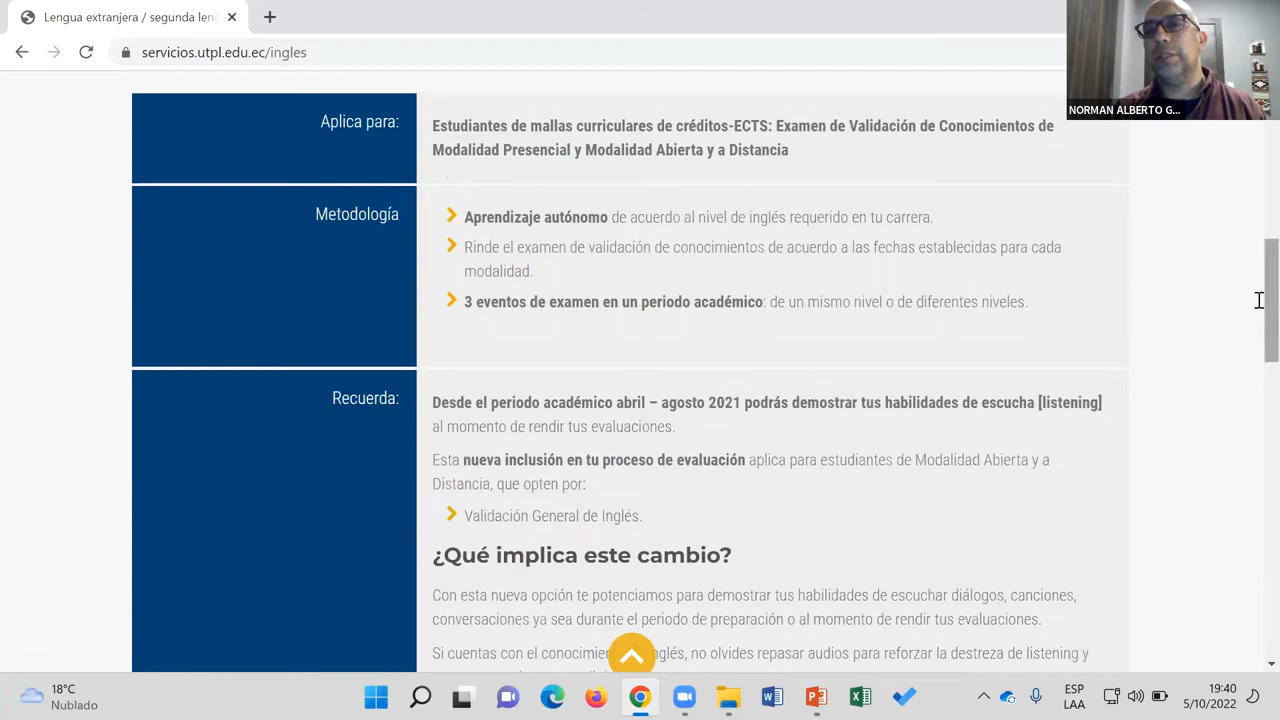 Lengua extranjera / segunda len
servicios.utpl.edu.ec/ingles
NORMAN ALBERTO G...
Aplica para:
Estudiantes de mallas curriculares de créditos-ECTS: Examen de Validación de Conocimientos de
Modalidad Presencial y Modalidad Abierta y a Distancia
Metodología
Aprendizaje autónomo de acuerdo al nivel de inglés requerido en tu carrera.
Rinde el examen de validación de conocimientos de acuerdo a las fechas establecidas para cada
modalidad.
3 eventos de examen en un periodo académico: de un mismo nivel o de diferentes niveles.
Recuerda:
Desde el periodo académico abril – agosto 2021 podrás demostrar tus habilidades de escucha [listening]
al momento de rendir tus evaluaciones.
Esta nueva inclusión en tu proceso de evaluación aplica para estudiantes de Modalidad Abierta y a
Distancia, que opten por:
Validación General de Inglés.
¿Qué implica este cambio?
Con esta nueva opción te potenciamos para demostrar tus habilidades de escuchar diálogos, canciones,
conversaciones ya sea durante el periodo de preparación o al momento de rendir tus evaluaciones.
Si cuentas con el conocimien nglés, no olvides repasar audios para reforzar la destreza de listening y
18°C
Nublado
ESP
LAA
19:40
5/10/2022